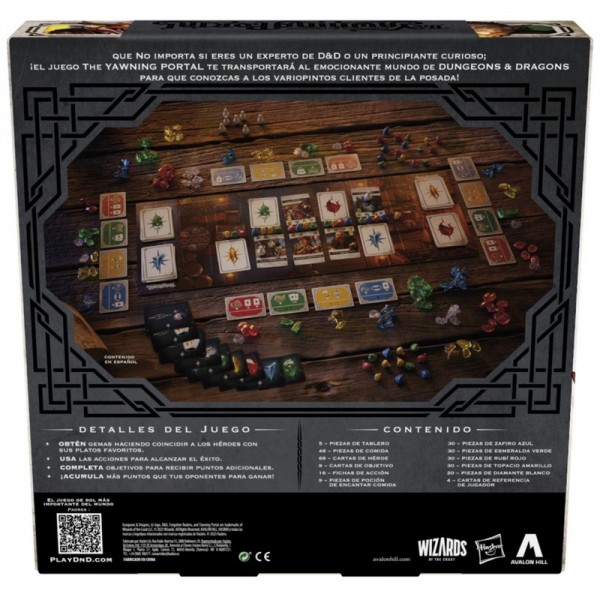 QUE NO IMPORTA SI ERES UN EXPERTO DE D&D O UN PRINCIPIANTE CURIOSO;
¡EL JUEGO THE YAWNING PORTAL TE TRANSPORTARÁ AL EMOCIONANTE MUNDO DE DUNGEONS & DRAGONS
PARA QUE CONOZCAS A LOS VARIOPINTOS CLIENTES DE LA POSADA!
CONTENIDO
EN ESPAÑOL
DETALLES DEL JUEGO
• OBTÉN GEMAS HACIENDO COINCIDIR A LOS HÉROES CON
SUS PLATOS FAVORITOS.
• USA LAS ACCIONES PARA ALCANZAR EL ÉXITO.
• COMPLETA OBJETIVOS PARA RECIBIR PUNTOS ADICIONALES.
• ¡ACUMULA MÁS PUNTOS QUE TUS OPONENTES PARA GANAR!
CONTENIDO
5 – PIEZAS DE TABLERO
48 – PIEZAS DE COMIDA
CARTAS DE HÉROE
9 – CARTAS DE OBJETIVO
16 – FICHAS DE ACCIÓN
PIEZAS DE POCIÓN
DE ENCANTAR COMIDA
30 – PIEZAS DE ZAFIRO AZUL
30 – PIEZAS DE ESMERALDA VERDE
30 – PIEZAS DE RUBÍ ROJO
30 – PIEZAS DE TOPACIO AMARILLO
20 – PIEZAS DE DIAMANTE BLANCO
4 – CARTAS DE REFERENCIA
DE JUGADOR
EL JUEGO DE ROL MÁS
IMPORTANTE DEL MUNDO
PLAYDND.COM
FABRICADO EN CHINA
CE
avalonhill.com
WIZARDS
OF THE COAST
Hasbro
AVALON HILL